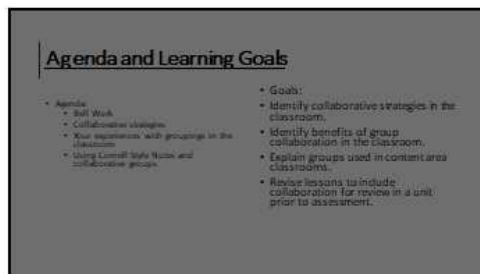 Agenda and Learning Goals
• Agenda
• Bell Work
• Collaborative strategies
• Your experiences with groupings in the
classroom
• Using Cornell Style Notes and
collaborative groups
• Goals:
• Identify collaborative strategies in the
classroom.
• Identify benefits of group
collaboration in the classroom.
• Explain groups used in content area
classrooms.
• Revise lessons to include
collaboration for review in a unit
prior to assessment.